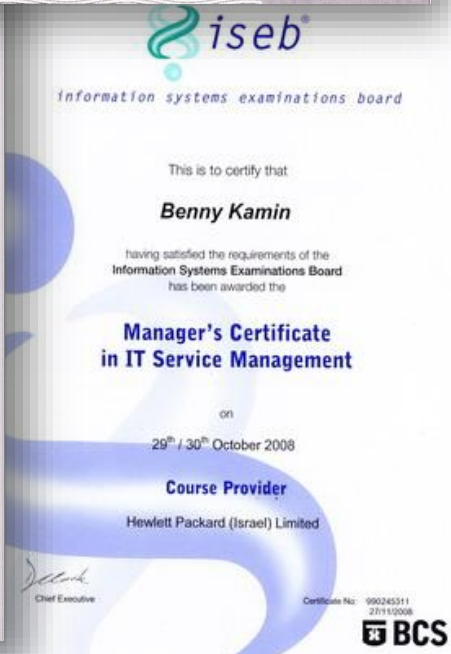 iseb®
information systems examinations board
This is to certify that
Benny Kamin
having satisfied the requirements of the
Information Systems Examinations Board
has been awarded the
Manager's Certificate
in IT Service Management
on
29th / 30th October 2008
Course Provider
Hewlett Packard (Israel) Limited
Chief Executive
Certificate No: 990245311
27/11/2008
BCS